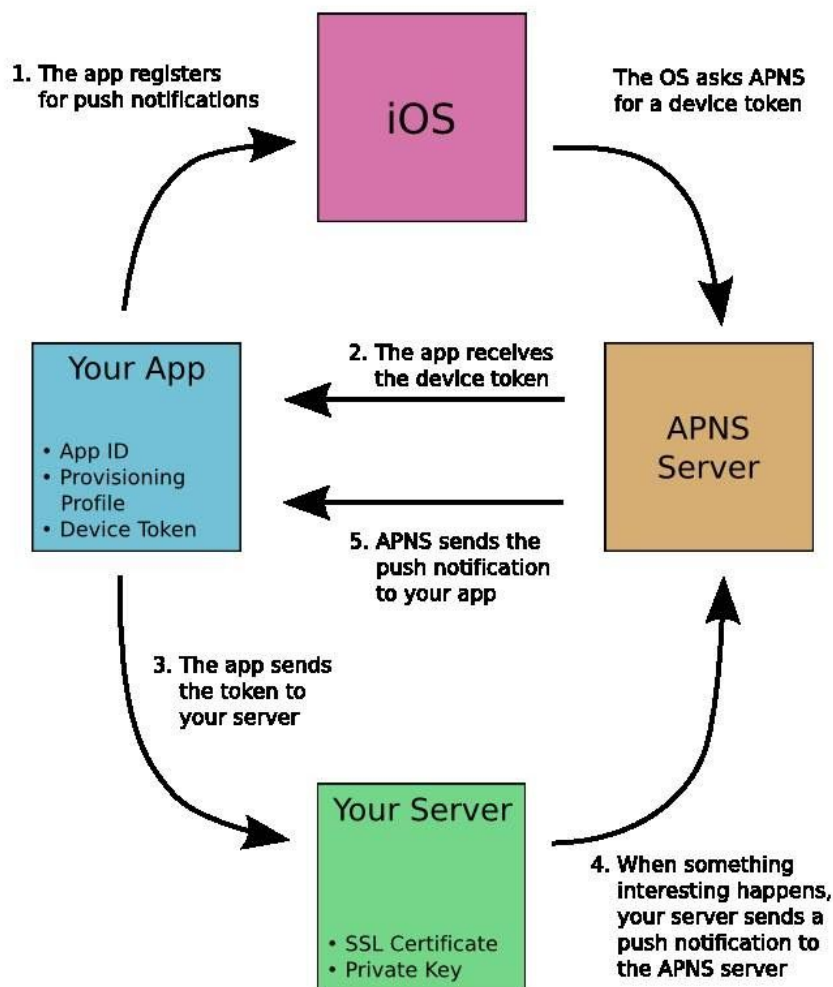 1. The app registers
for push notifications
iOS
The OS asks APNS
for a device token
Your App
• App ID
• Provisioning
Profile
• Device Token
2. The app receives
the device token
APNS
Server
5. APNS sends the
push notification
to your app
3. The app sends
the token to
your server
Your Server
• SSL Certificate
• Private Key
4. When something
interesting happens,
your server sends a
push notification to
the APNS server